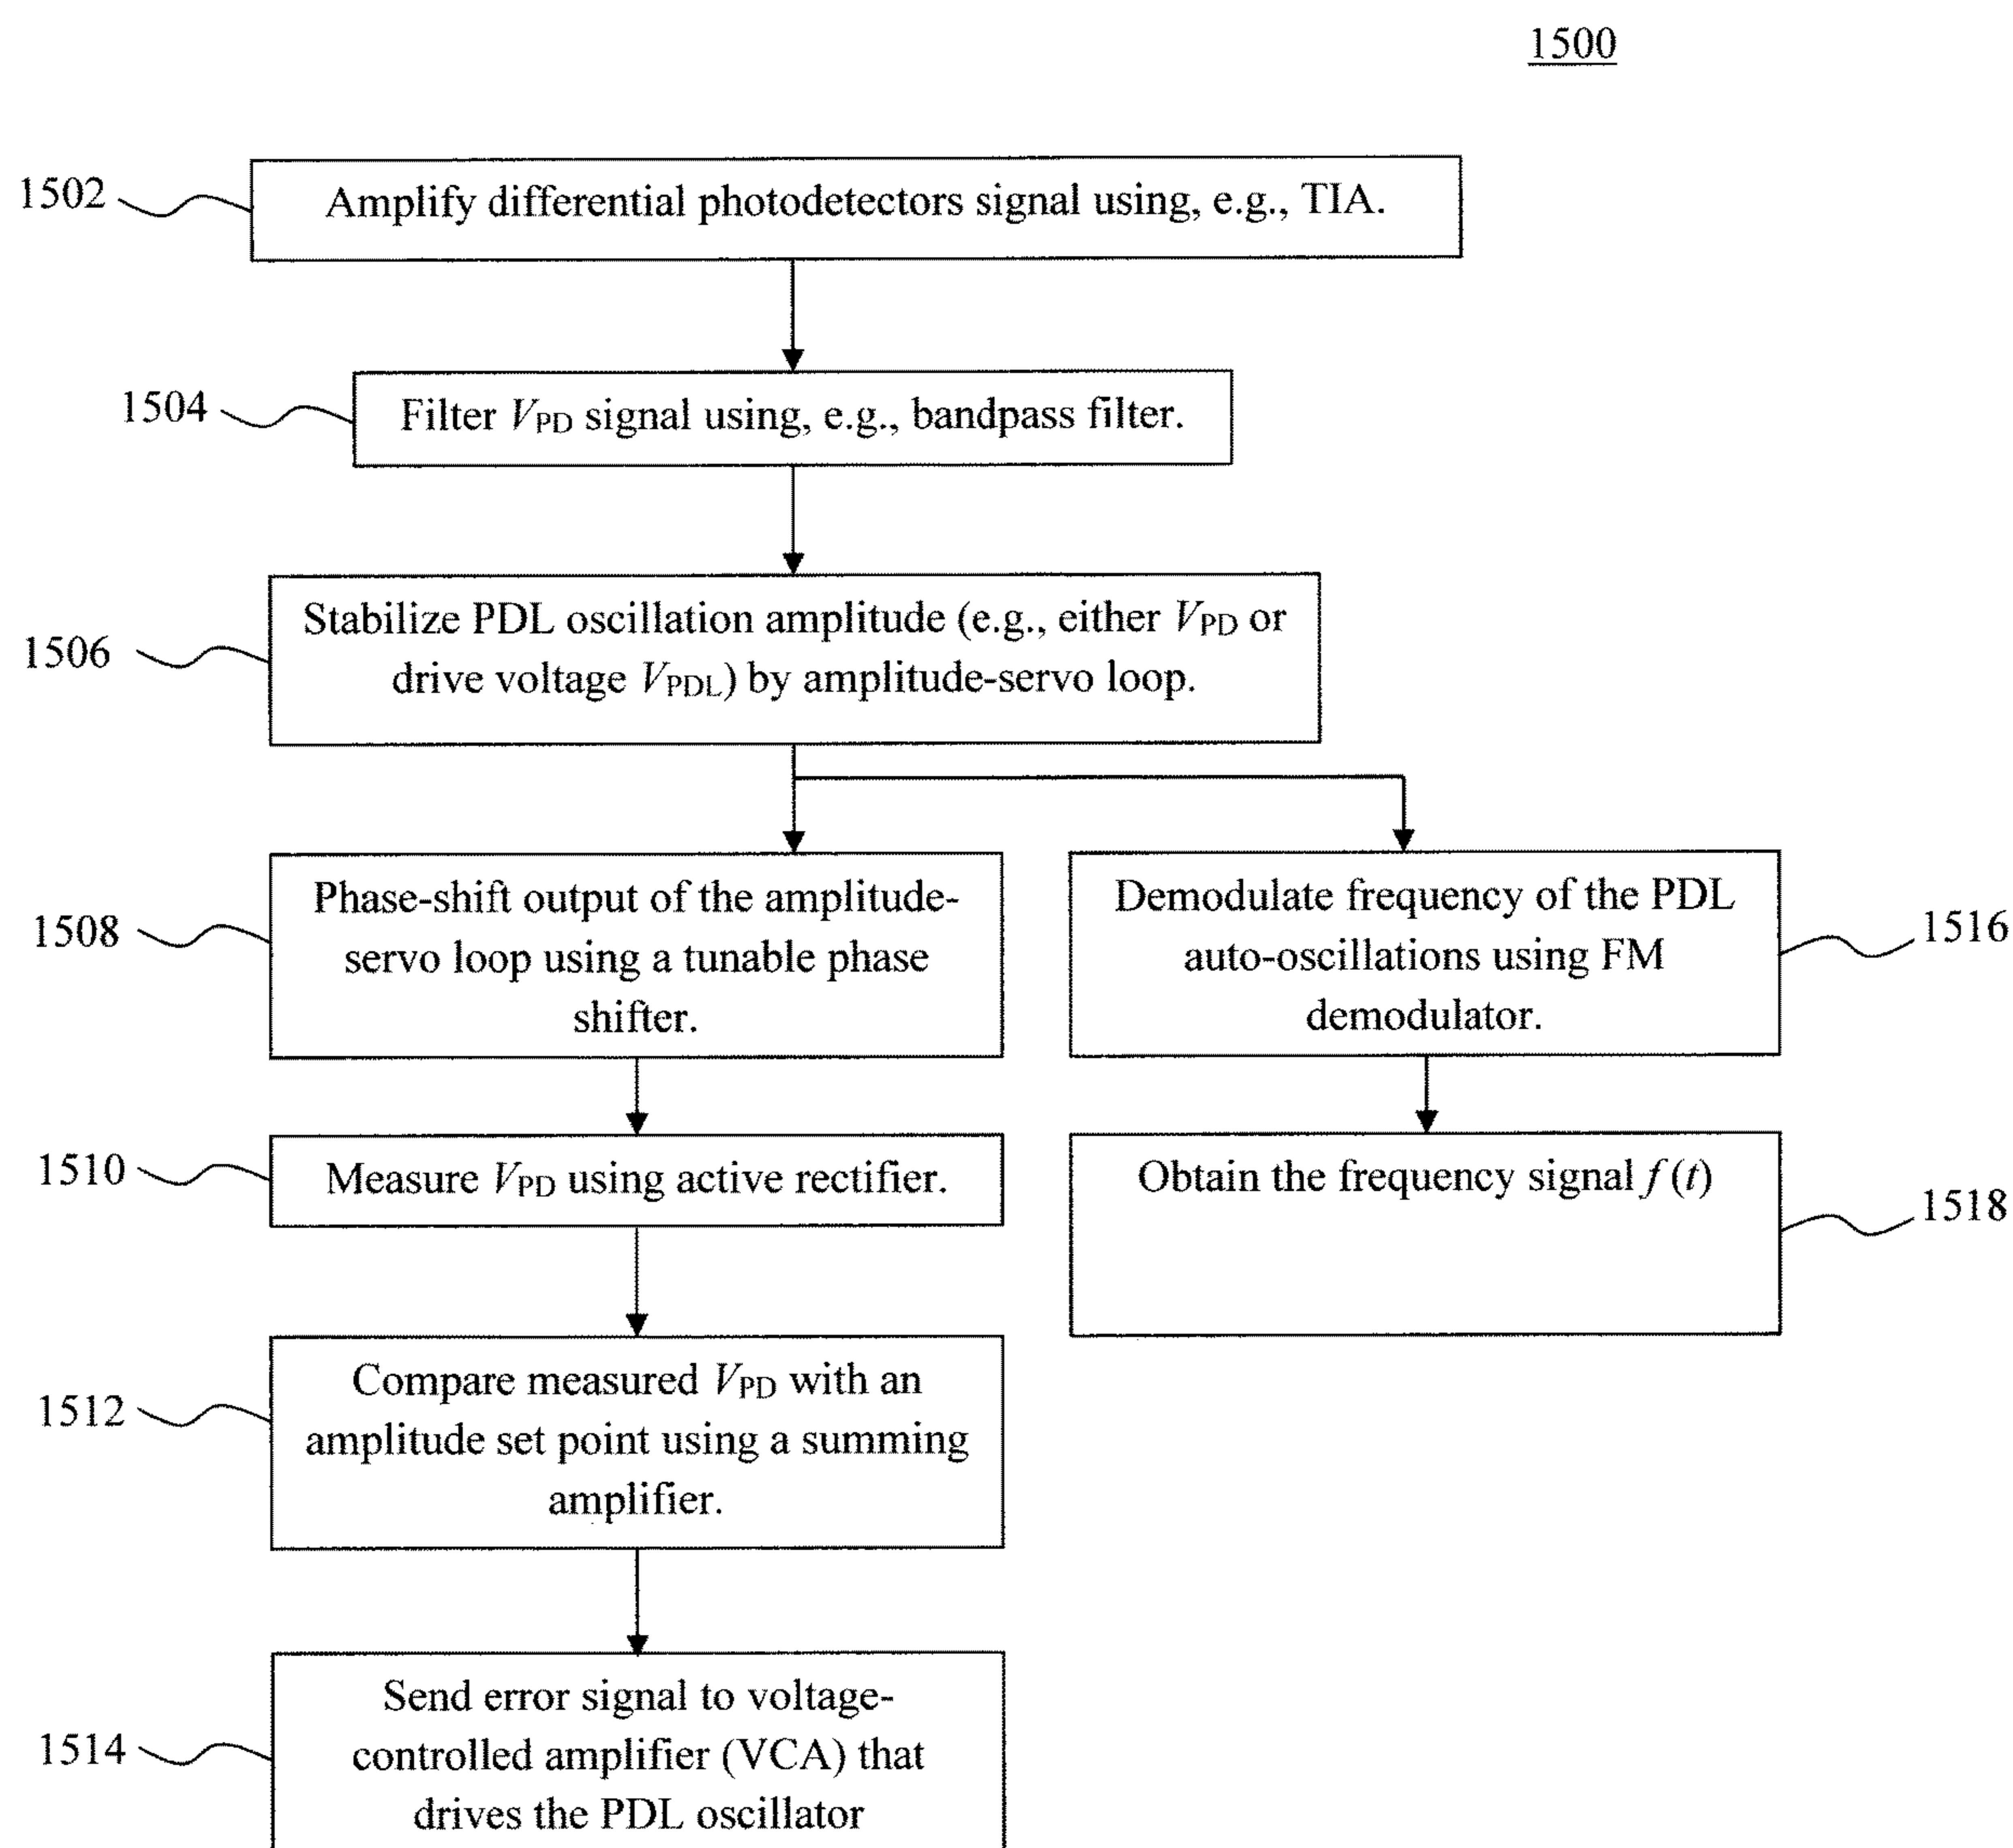 1500
1502
Amplify differential photodetectors signal using, e.g., TIA.
1504
Filter VPD signal using, e.g., bandpass filter.
1506
Stabilize PDL oscillation amplitude (e.g., either VPD or
drive voltage VPDL) by amplitude-servo loop.
1508
Phase-shift output of the amplitude-
servo loop using a tunable phase
shifter.
Demodulate frequency of the PDL
auto-oscillations using FM
demodulator.
1516
1510
Measure VPD using active rectifier.
Obtain the frequency signal f (t)
1518
1512
Compare measured VPD with an
amplitude set point using a summing
amplifier.
1514
Send error signal to voltage-
controlled amplifier (VCA) that
drives the PDL oscillator